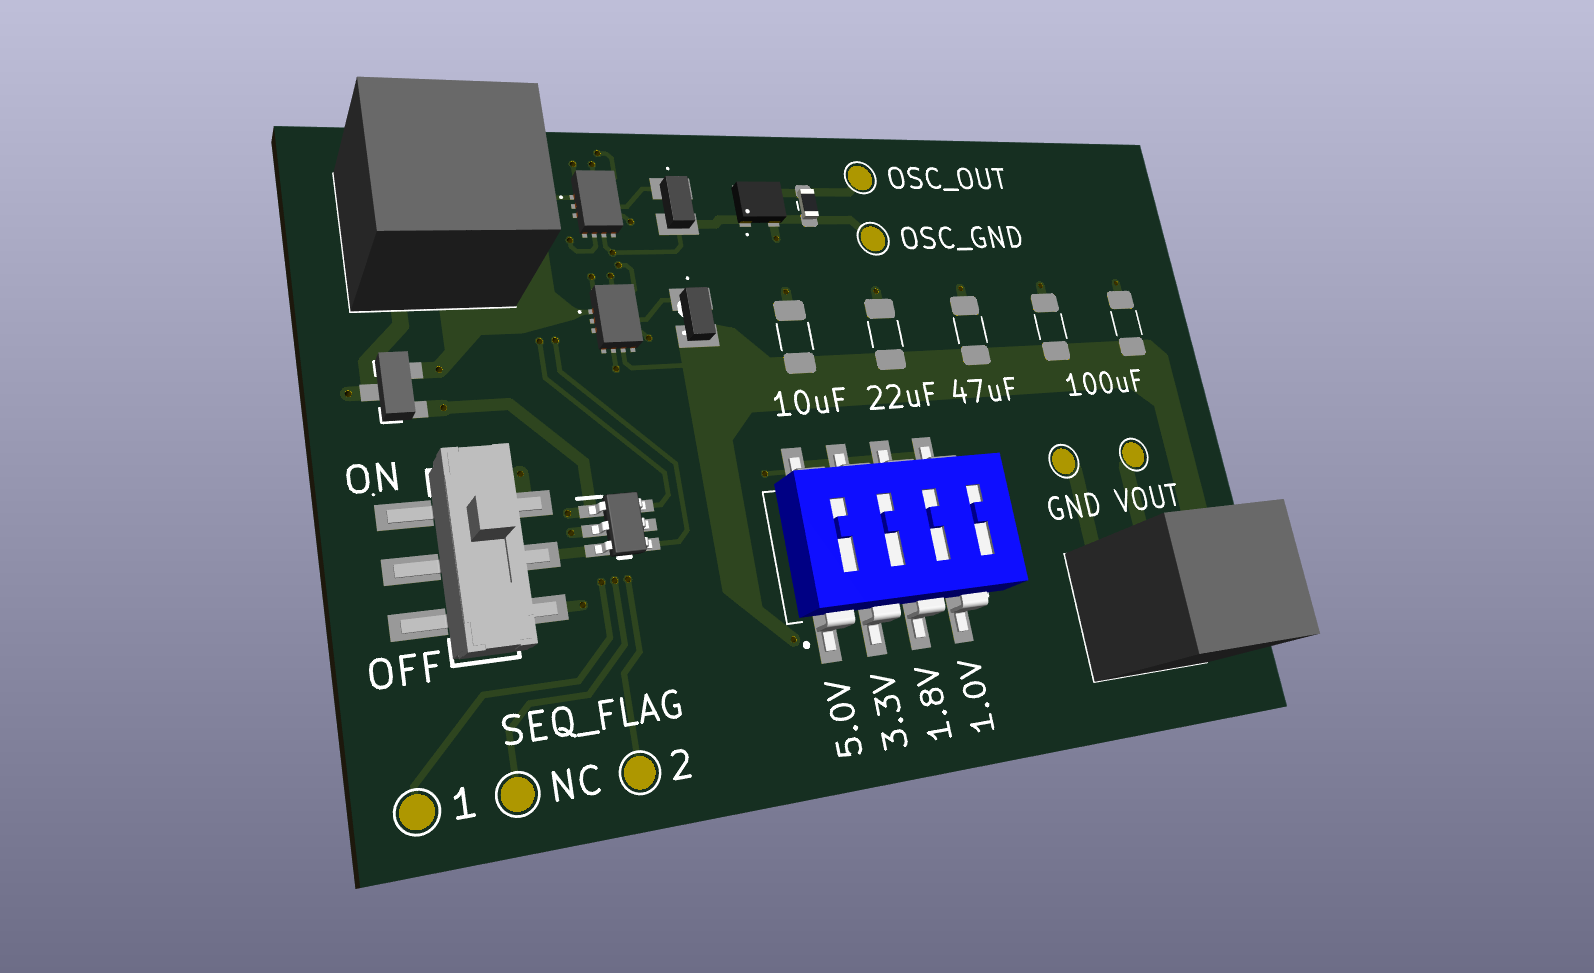 OSC_OUT
OSC_GND
10uF 22uF 47uF 100uF
ON
GND VOUT
OFF
5.0V
3.3V
1.8V
1.0V
SEQ_FLAG
1 NC 2